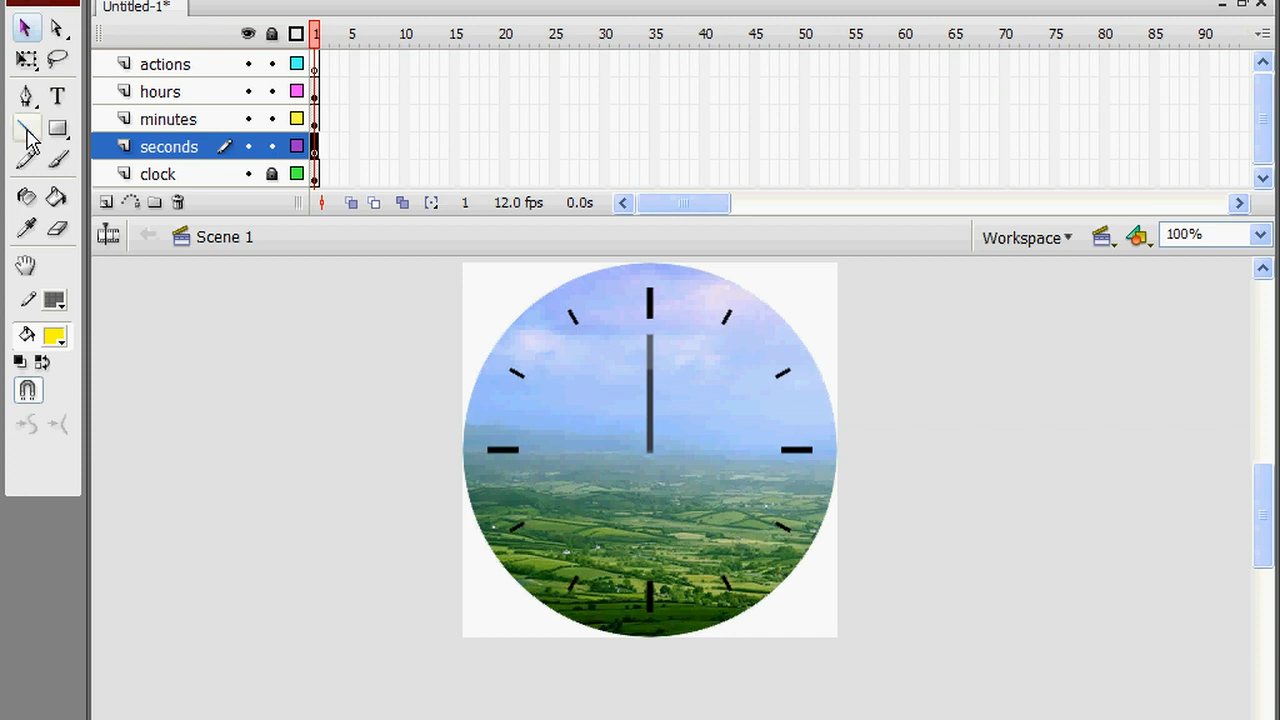 Untitled-1*
1 5 10 15 20 25 30 35 40 45 50 55 60 65 70 75 80 85 90
actions
hours
minutes
seconds
clock
1 12.0 fps 0.0s
Scene 1 Workspace 100%
T